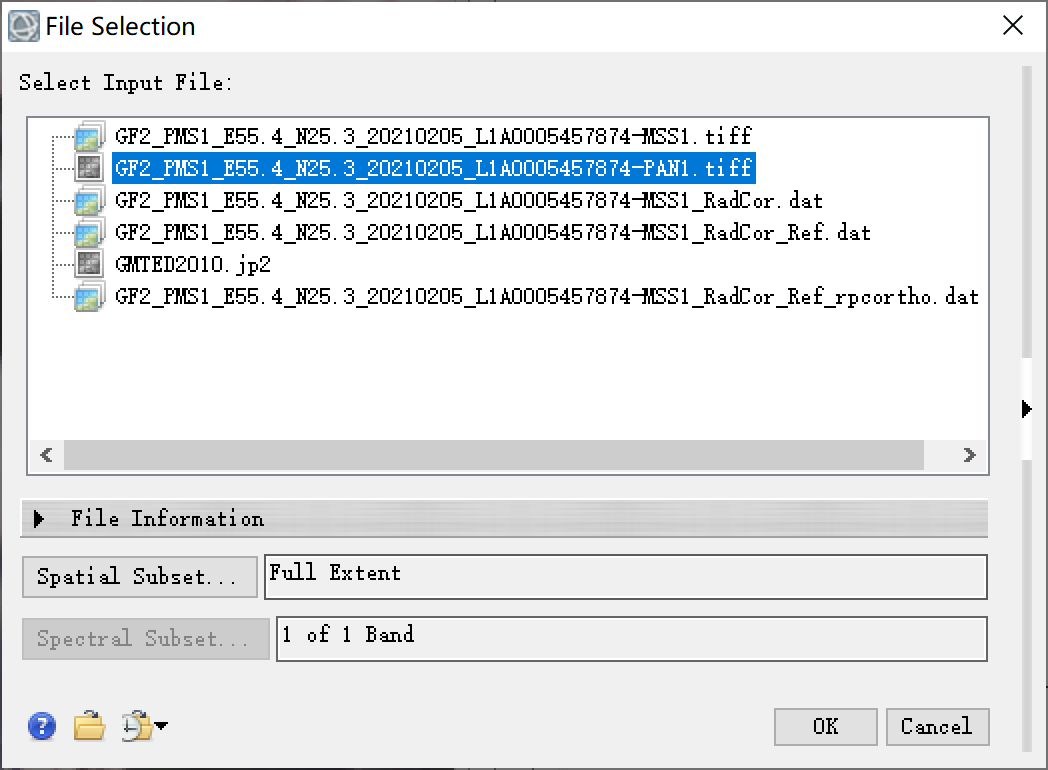 File Selection
Select Input File:
GF2_PMS1_E55.4_N25.3_20210205_L1A0005457874-MSS1.tiff
GF2_PMS1_E55.4_N25.3_20210205_L1A0005457874-PAN1.tiff
GF2_PMS1_E55.4_N25.3_20210205_L1A0005457874-MSS1_RadCor.dat
GF2_PMS1_E55.4_N25.3_20210205_L1A0005457874-MSS1_RadCor_Ref.dat
GMTED2010.jp2
GF2_PMS1_E55.4_N25.3_20210205_L1A0005457874-MSS1_RadCor_Ref_rpcortho.dat
File Information
Spatial Subset... Full Extent
Spectral Subset... 1 of 1 Band
OK Cancel